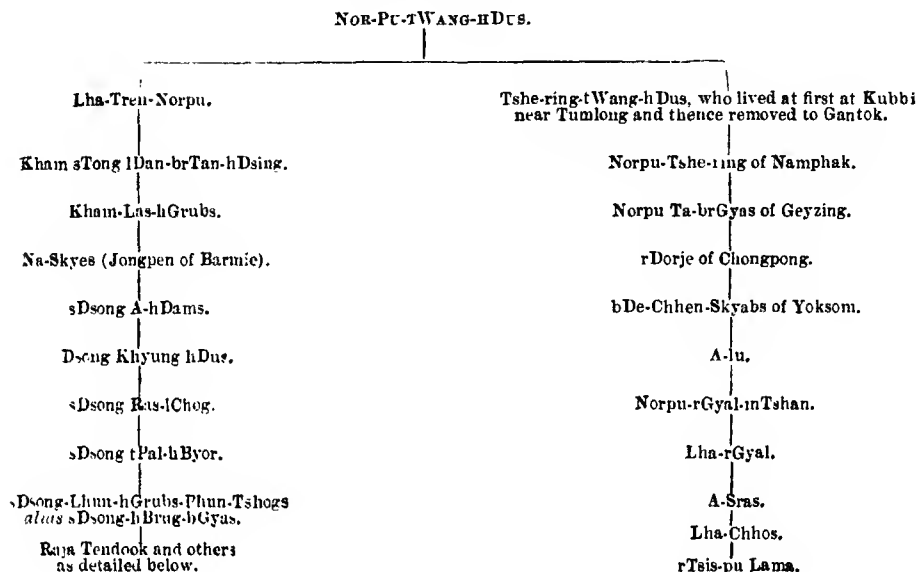 NOR-PU-TWANG-HDUS.
Lha-Tren-Norpu.
Kham sTong lDan-brTan-hDsing.
Kham-Las-hGrubs.
Na-Skyes (Jongpen of Barmie).
sDsong A-hDams.
Dsong Khyung hDus.
sDsong Ras-lChog.
sDsong tPal-hByor.
sDsong-Lhun-hGrubs-Phun-Tshogs
alias sDsong-hBrug-bGyas.
Raja Tendook and others
as detailed below.
Tshe-ring-tWang-hDus, who lived at first at Kubbi
near Tumlong and thence removed to Gantok.
Norpu-Tshe-ring of Namphak.
Norpu Ta-brGyas of Geyzing.
rDorje of Chongpong.
bDe-Chhen-Skyabs of Yoksom.
A-lu.
Norpu-rGyal-mTshan.
Lha-rGyal.
A-Sras.
Lha-Chhos.
rTsis-pu Lama.